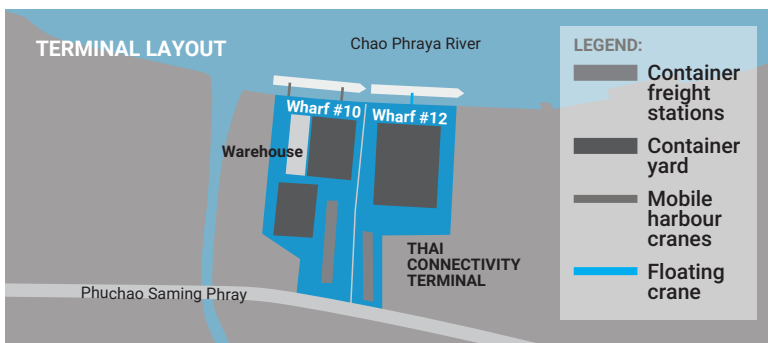 TERMINAL LAYOUT
Chao Phraya River
Wharf #10
Wharf #12
Warehouse
THAI
CONNECTIVITY
TERMINAL
Phuchao Saming Phray
LEGEND:
Container
freight
stations
Container
yard
Mobile
harbour
cranes
Floating
crane